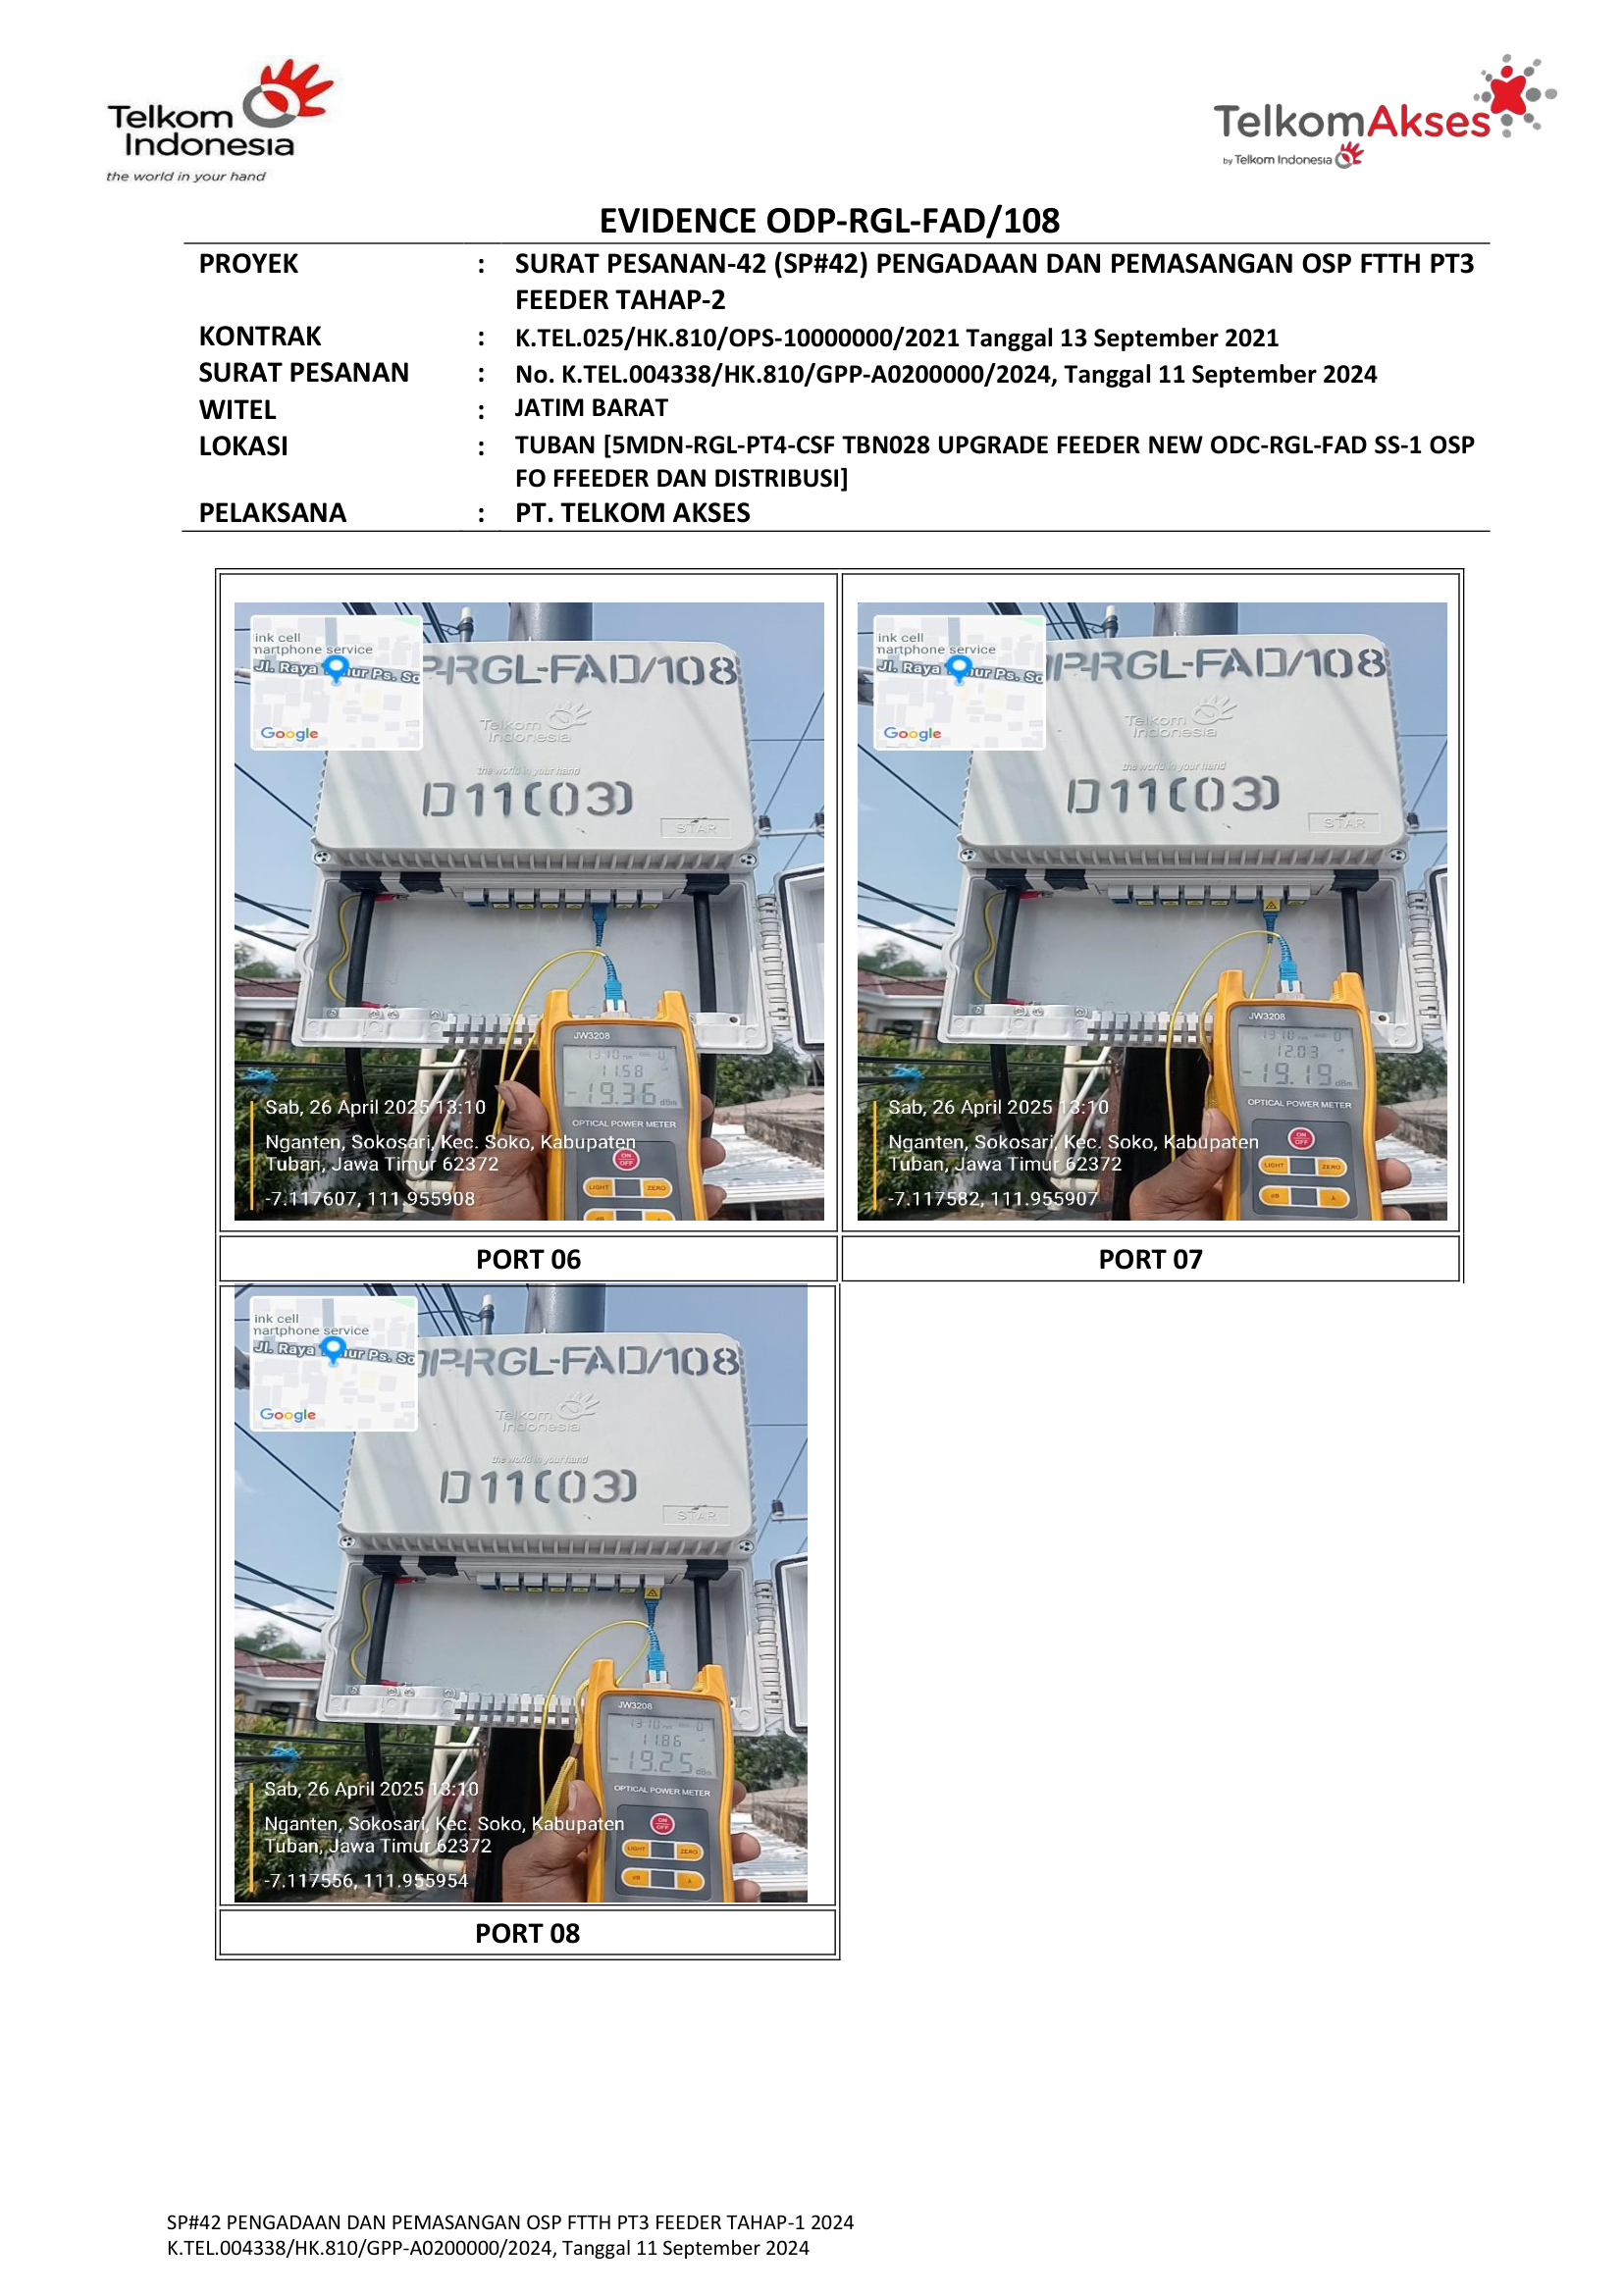 Telkom
Indonesia
the world in your hand
TelkomAkses
by Telkom Indonesia
EVIDENCE ODP-RGL-FAD/108
PROYEK : SURAT PESANAN-42 (SP#42) PENGADAAN DAN PEMASANGAN OSP FTTH PT3
FEEDER TAHAP-2
KONTRAK : K.TEL.025/HK.810/OPS-10000000/2021 Tanggal 13 September 2021
SURAT PESANAN : No. K.TEL.004338/HK.810/GPP-A0200000/2024, Tanggal 11 September 2024
WITEL : JATIM BARAT
LOKASI : TUBAN [5MDN-RGL-PT4-CSF TBN028 UPGRADE FEEDER NEW ODC-RGL-FAD SS-1 OSP
FO FFEEDER DAN DISTRIBUSI]
PELAKSANA : PT. TELKOM AKSES
ink cell
martphone service
Jl. Raya Timur Ps. So
Google
P-RGL-FAD/108
Telkom
Indonesia
the world in your hand
D11(03)
STAR
JW3208
1310 nm
11.58
-19.36 dBm
OPTICAL POWER METER
ON
OFF
LIGHT
ZERO
Sab, 26 April 2025 13:10
Nganten, Sokosari, Kec. Soko, Kabupaten
Tuban, Jawa Timur 62372
-7.117607, 111.955908
PORT 06
ink cell
martphone service
Jl. Raya Timur Ps. So
Google
P-RGL-FAD/108
Telkom
Indonesia
the world in your hand
D11(03)
STAR
JW3208
1310 nm
12.03
-19.19 dBm
OPTICAL POWER METER
ON
OFF
LIGHT
ZERO
dB
λ
Sab, 26 April 2025 13:10
Nganten, Sokosari, Kec. Soko, Kabupaten
Tuban, Jawa Timur 62372
-7.117582, 111.955907
PORT 07
ink cell
martphone service
Jl. Raya Timur Ps. So
Google
DP-RGL-FAD/108
Telkom
Indonesia
the world in your hand
D11(03)
STAR
JW3208
1310 nm
11.86
-19.25 dBm
OPTICAL POWER METER
ON
OFF
LIGHT
ZERO
dB
λ
Sab, 26 April 2025 13:10
Nganten, Sokosari, Kec. Soko, Kabupaten
Tuban, Jawa Timur 62372
-7.117556, 111.955954
PORT 08
SP#42 PENGADAAN DAN PEMASANGAN OSP FTTH PT3 FEEDER TAHAP-1 2024
K.TEL.004338/HK.810/GPP-A0200000/2024, Tanggal 11 September 2024